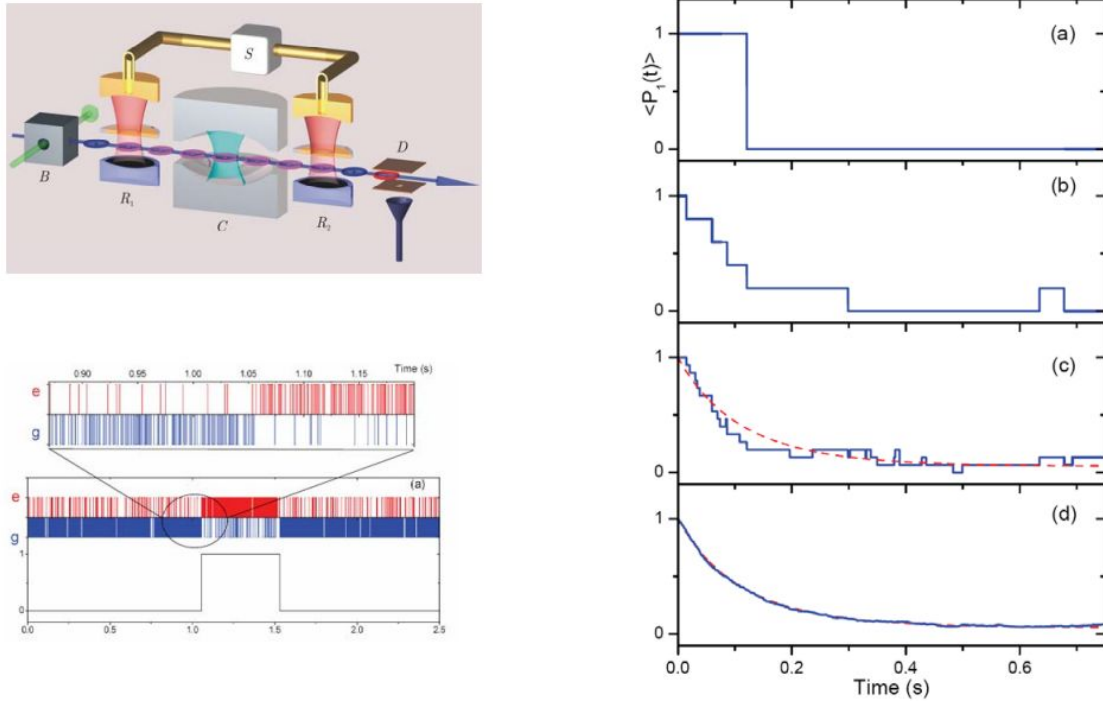 S
B
R₁
C
R₂
D
Time (s)
0.90 0.95 1.00 1.05 1.10 1.15
e
g
(a)
e
g
1
0
0.0 0.5 1.0 1.5 2.0 2.5
<P₁(t)>
1
0
(a)
1
0
(b)
1
0
(c)
1
0
(d)
0.0 0.2 0.4 0.6
Time (s)